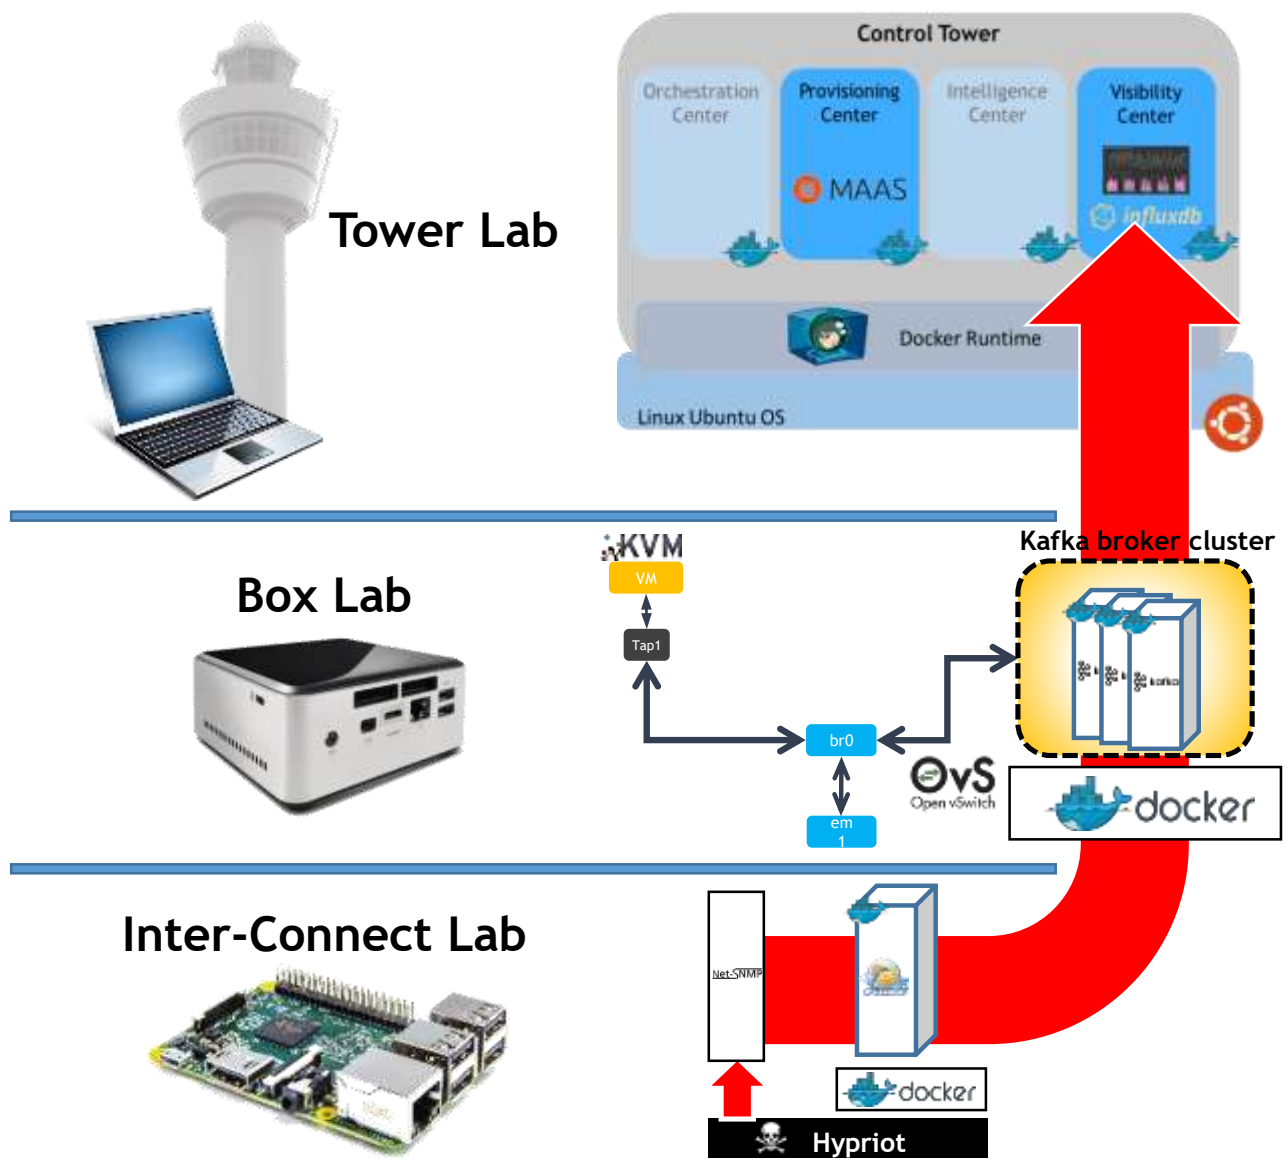 Control Tower
Orchestration
Center
Provisioning
Center
Intelligence
Center
Visibility
Center
MAAS
influxdb
Tower Lab
Docker Runtime
Linux Ubuntu OS
KVM
VM
Kafka broker cluster
Box Lab
Tap1
kafka
br0
OvS
Open vSwitch
em
1
docker
Inter-Connect Lab
Net-SNMP
docker
Hypriot